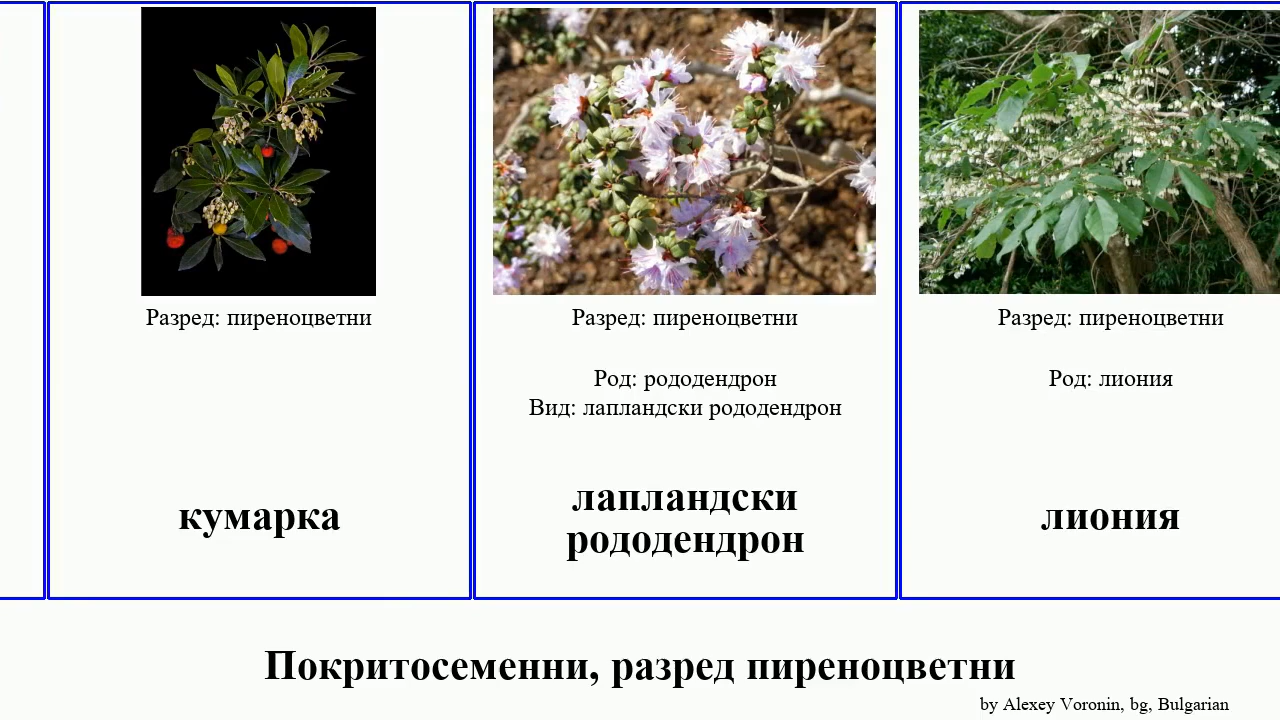 Разред: пиреноцветни
кумарка
Разред: пиреноцветни
Род: рододендрон
Вид: лапландски рододендрон
лапландски
рододендрон
Разред: пиреноцветни
Род: лиония
лиония
Покритосеменни, разред пиреноцветни
by Alexey Voronin, bg, Bulgarian